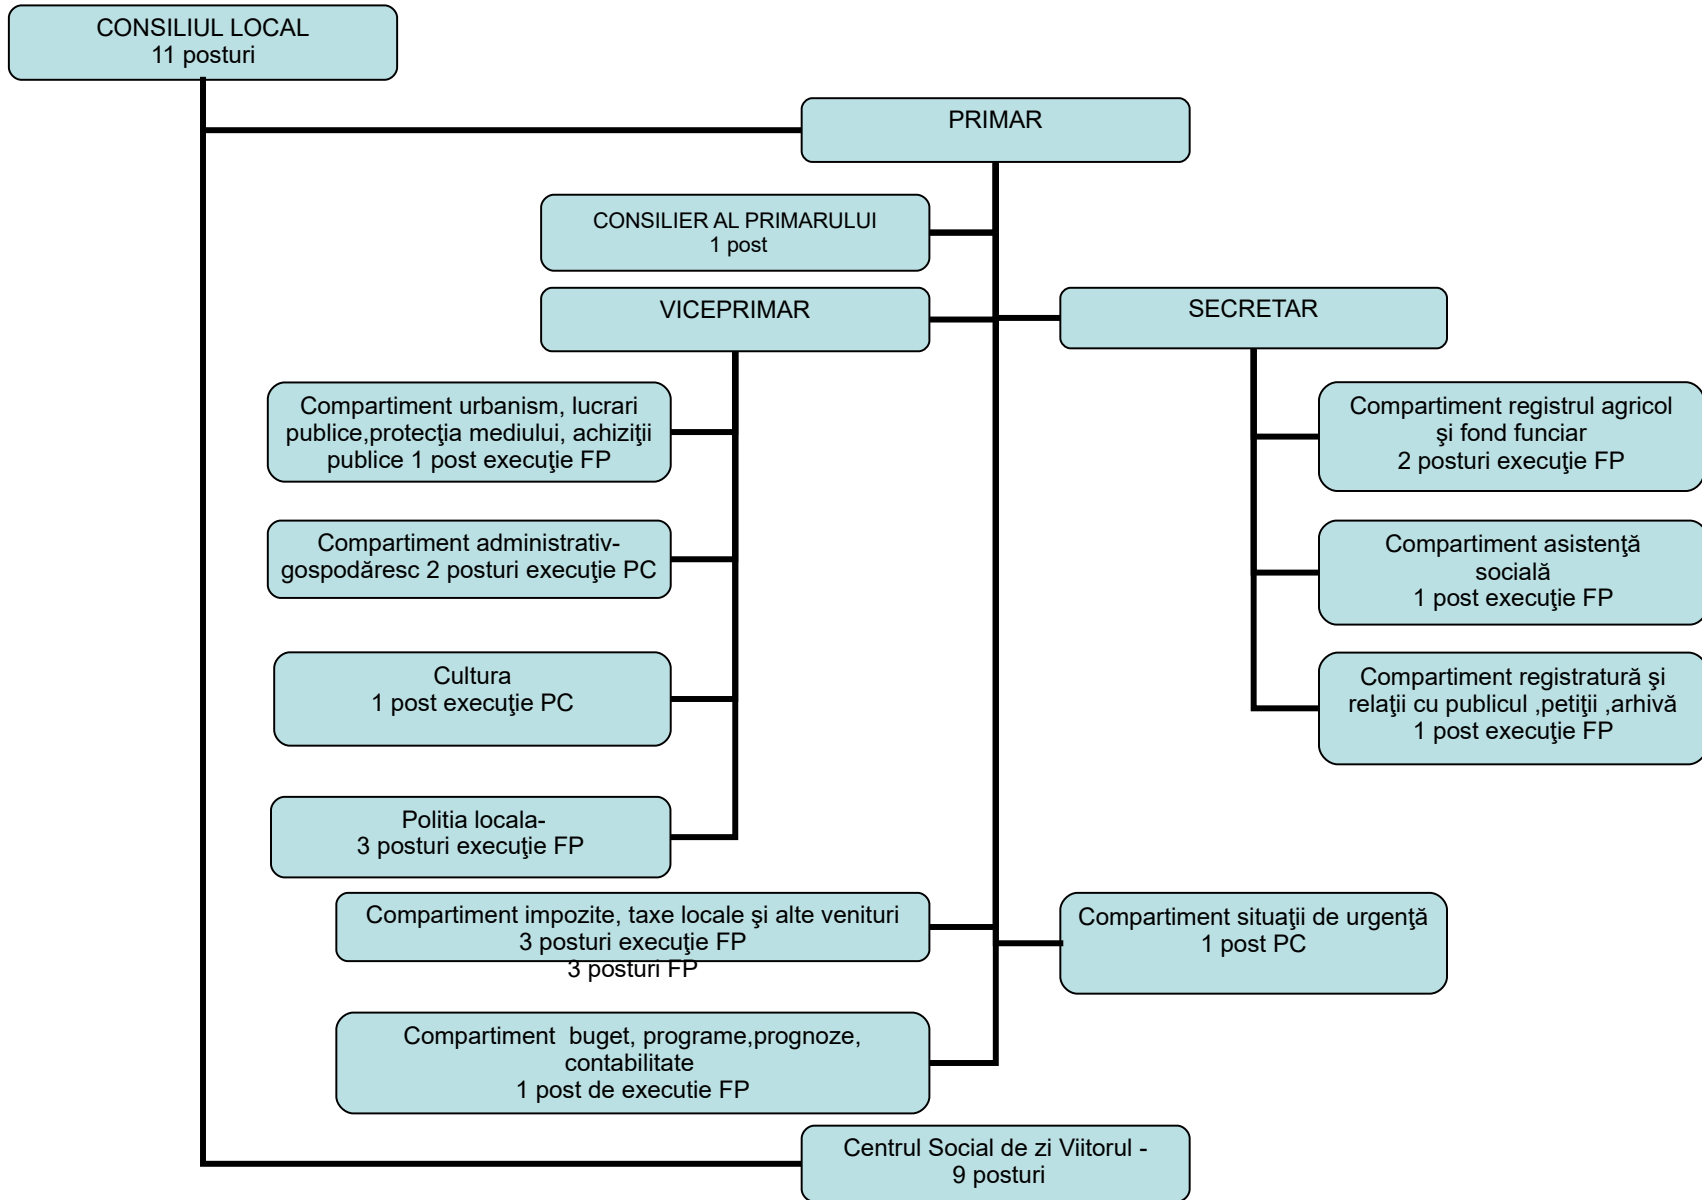 CONSILIUL LOCAL
11 posturi
PRIMAR
CONSILIER AL PRIMARULUI
1 post
VICEPRIMAR
SECRETAR
Compartiment urbanism, lucrari
publice,protecţia mediului, achiziţii
publice 1 post execuţie FP
Compartiment administrativ-
gospodăresc 2 posturi execuţie PC
Cultura
1 post execuţie PC
Politia locala-
3 posturi execuţie FP
Compartiment registrul agricol
şi fond funciar
2 posturi execuţie FP
Compartiment asistenţă
socială
1 post execuţie FP
Compartiment registratură şi
relaţii cu publicul ,petiţii ,arhivă
1 post execuţie FP
Compartiment impozite, taxe locale şi alte venituri
3 posturi execuţie FP
3 posturi FP
Compartiment situaţii de urgenţă
1 post PC
Compartiment  buget, programe,prognoze,
contabilitate
1 post de executie FP
Centrul Social de zi Viitorul -
9 posturi